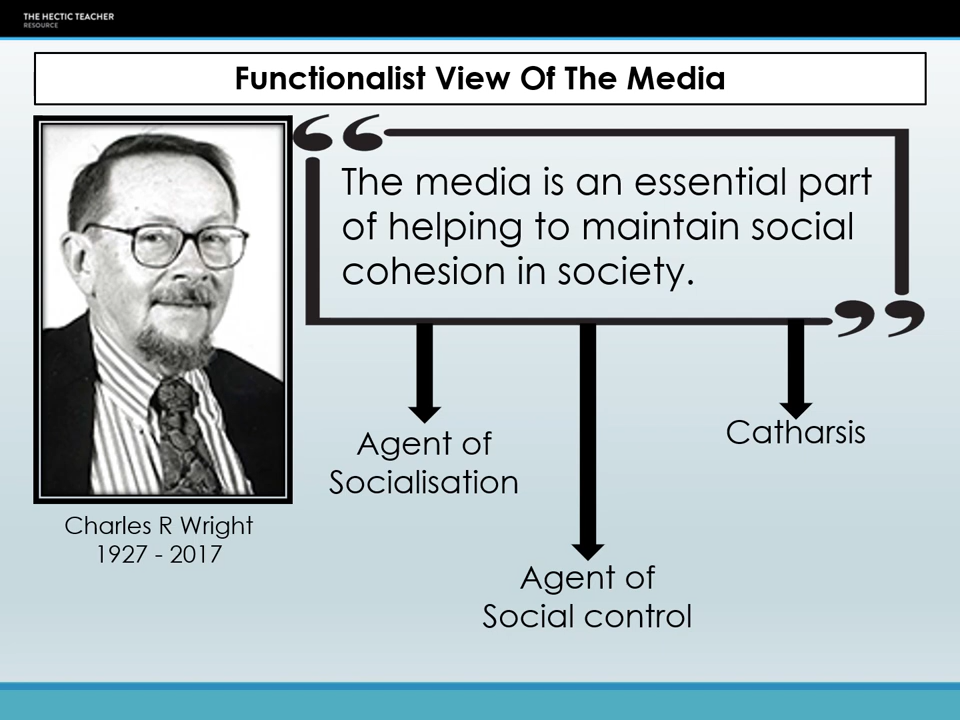 THE HECTIC TEACHER
RESOURCE
Functionalist View Of The Media
The media is an essential part
of helping to maintain social
cohesion in society.
Agent of
Socialisation
Catharsis
Charles R Wright
1927 - 2017
Agent of
Social control